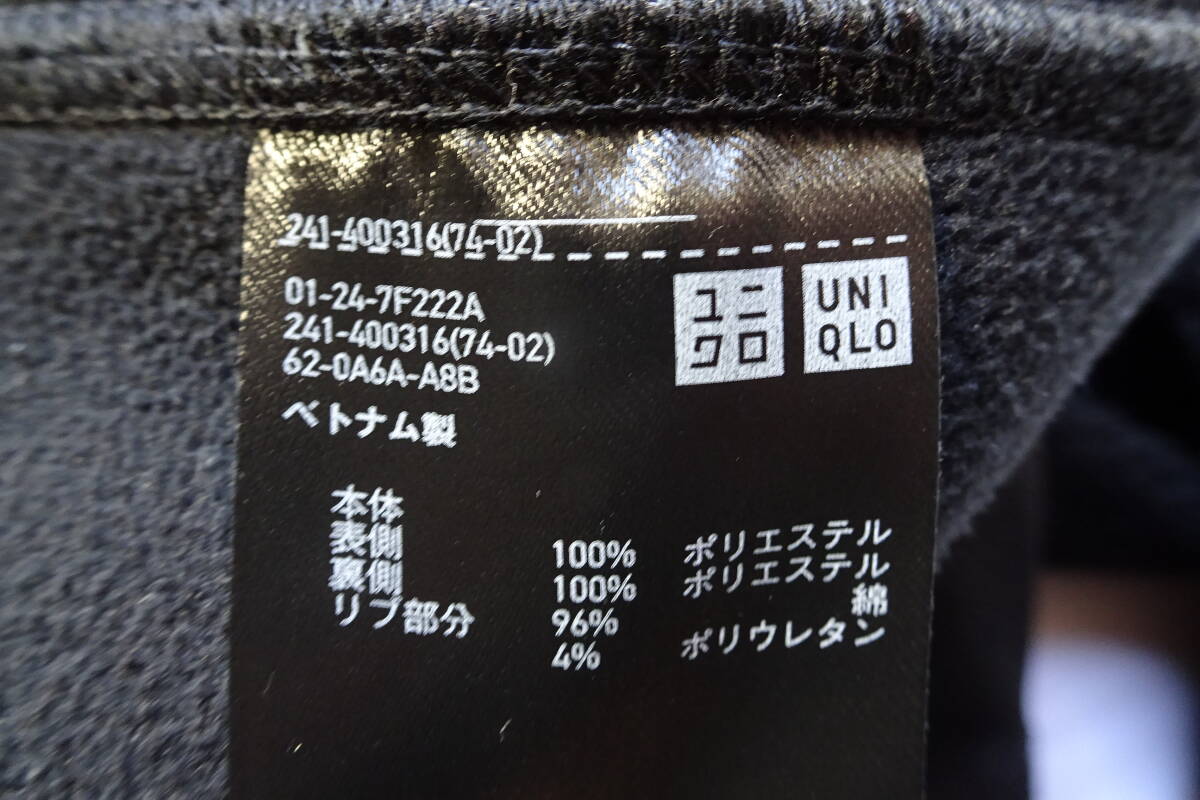 241-400316(74-02)
01-24-7F222A
241-400316(74-02)
62-0A6A-A8B
ベトナム製
ユニ
クロ
UNI
QLO
本体
表側 100% ポリエステル
裏側 100% ポリエステル
リブ部分 96% 綿
4% ポリウレタン